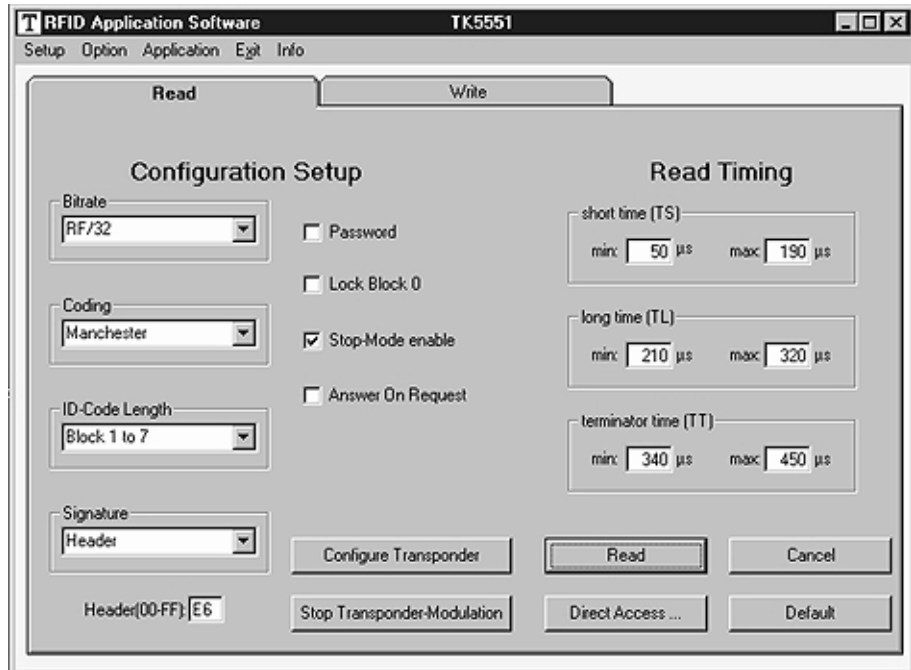 T RFID Application Software TK5551
Setup Option Application Exit Info
Read Write
Configuration Setup
Bitrate
RF/32
Coding
Manchester
ID-Code Length
Block 1 to 7
Signature
Header
Header(00-FF): E6
Password
Lock Block 0
Stop-Mode enable
Answer On Request
Read Timing
short time (TS)
min: 50 µs max: 190 µs
long time (TL)
min: 210 µs max: 320 µs
terminator time (TT)
min: 340 µs max: 450 µs
Configure Transponder Read Cancel
Stop Transponder-Modulation Direct Access ... Default